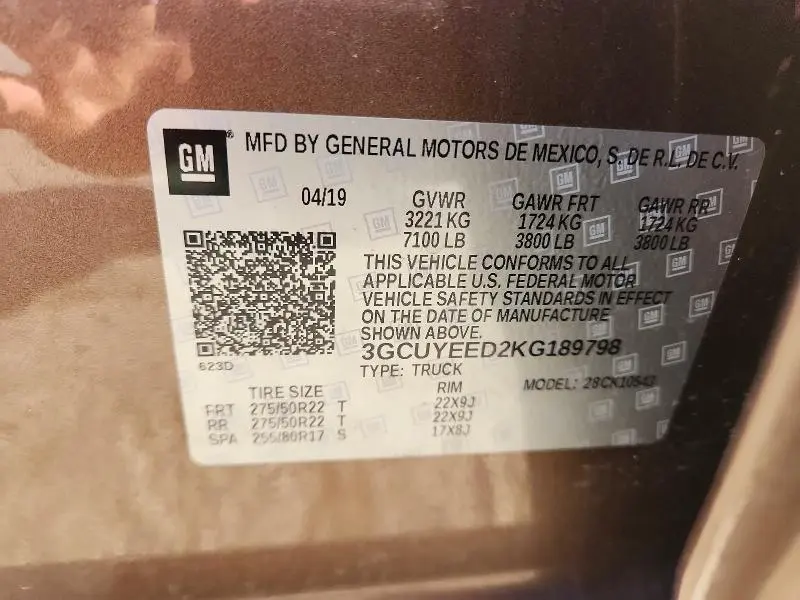 GM® MFD BY GENERAL MOTORS DE MEXICO, S. DE R.L. DE C.V.
04/19 GVWR GAWR FRT GAWR RR
3221 KG 1724 KG 1724 KG
7100 LB 3800 LB 3800 LB
THIS VEHICLE CONFORMS TO ALL
APPLICABLE U.S. FEDERAL MOTOR
VEHICLE SAFETY STANDARDS IN EFFECT
ON THE DATE OF MANUFACTURE
SHOWN ABOVE.
3GCUYEED2KG189798
623D
TYPE: TRUCK MODEL: 28CK10543
TIRE SIZE RIM
FRT 275/50R22 T 22X9J
RR 275/50R22 T 22X9J
SPA 255/80R17 S 17X8J